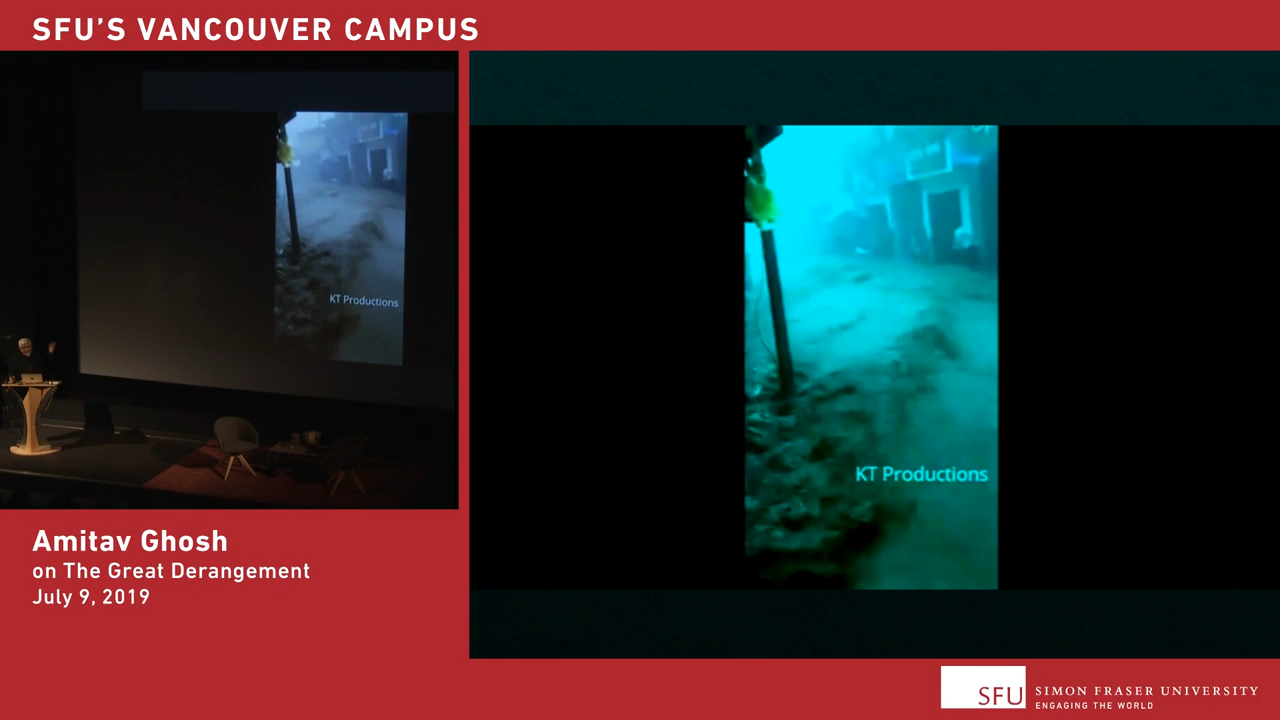 SFU'S VANCOUVER CAMPUS
KT Productions
KT Productions
Amitav Ghosh
on The Great Derangement
July 9, 2019
SFU SIMON FRASER UNIVERSITY
ENGAGING THE WORLD